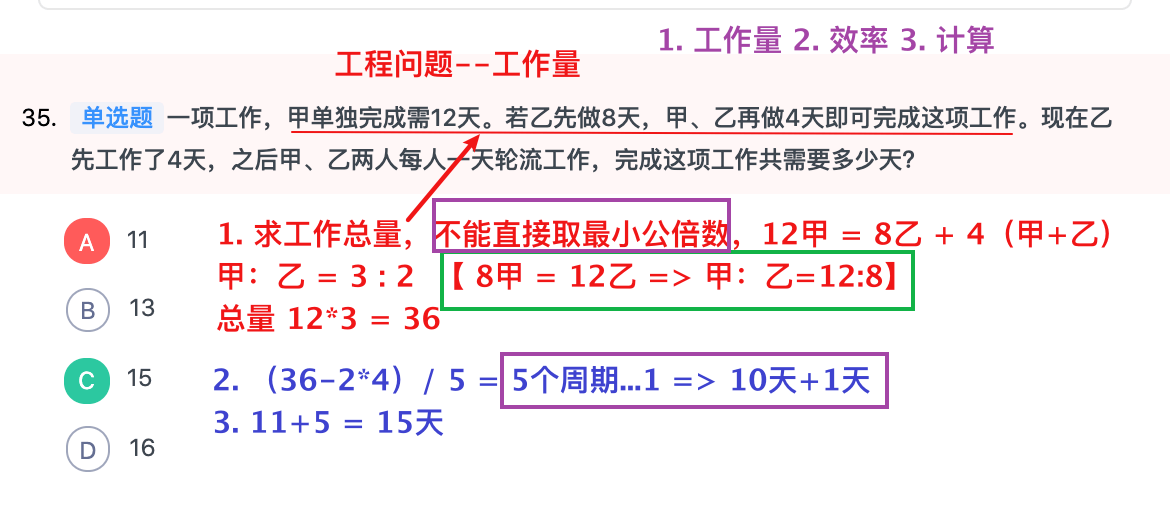 1. 工作量 2. 效率 3. 计算
工程问题--工作量
35. 单选题 一项工作，甲单独完成需12天。若乙先做8天，甲、乙再做4天即可完成这项工作。现在乙
先工作了4天，之后甲、乙两人每人一天轮流工作，完成这项工作共需要多少天?
A 11
1. 求工作总量，不能直接取最小公倍数，12甲 = 8乙 + 4（甲+乙）
甲：乙 = 3 : 2 【 8甲 = 12乙 => 甲：乙=12:8】
B 13
总量 12*3 = 36
C 15
2. （36-2*4）/ 5 = 5个周期...1 => 10天+1天
3. 11+5 = 15天
D 16